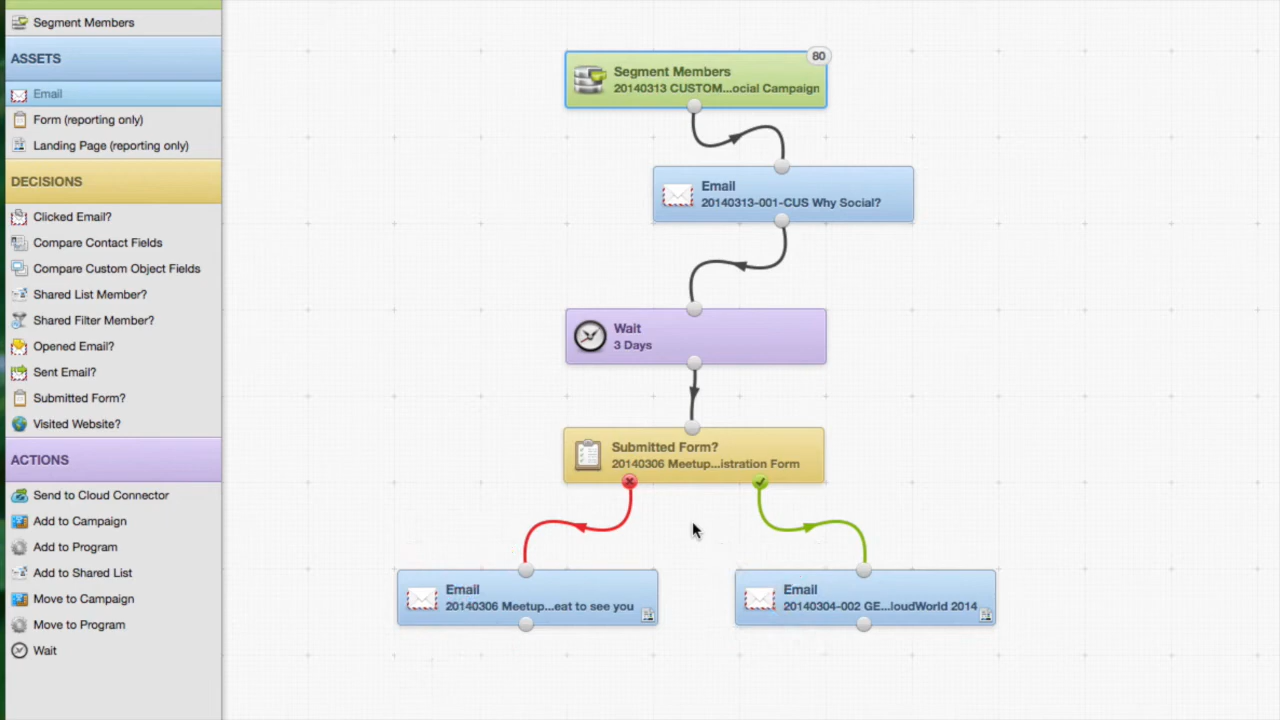 Segment Members
ASSETS
Email
Form (reporting only)
Landing Page (reporting only)
DECISIONS
Clicked Email?
Compare Contact Fields
Compare Custom Object Fields
Shared List Member?
Shared Filter Member?
Opened Email?
Sent Email?
Submitted Form?
Visited Website?
ACTIONS
Send to Cloud Connector
Add to Campaign
Add to Program
Add to Shared List
Move to Campaign
Move to Program
Wait
80
Segment Members
20140313 CUSTOM...ocial Campaign
Email
20140313-001-CUS Why Social?
Wait
3 Days
Submitted Form?
20140306 Meetup...istration Form
Email
20140306 Meetup...eat to see you
Email
20140304-002 GE...loudWorld 2014